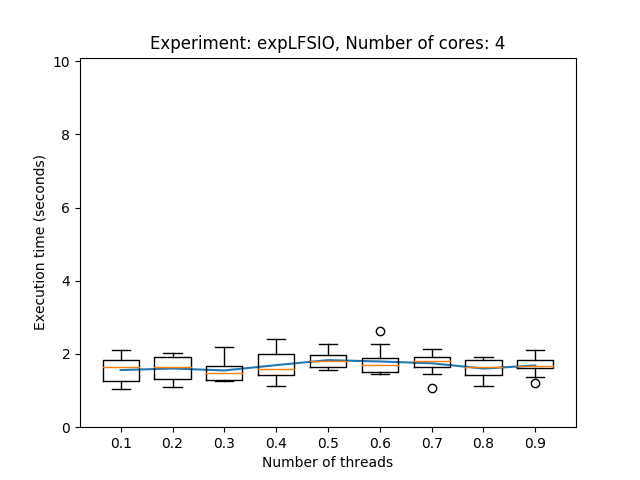 Experiment: expLFSIO, Number of cores: 4
10
8
6
4
2
0
Execution time (seconds)
0.1 0.2 0.3 0.4 0.5 0.6 0.7 0.8 0.9
Number of threads